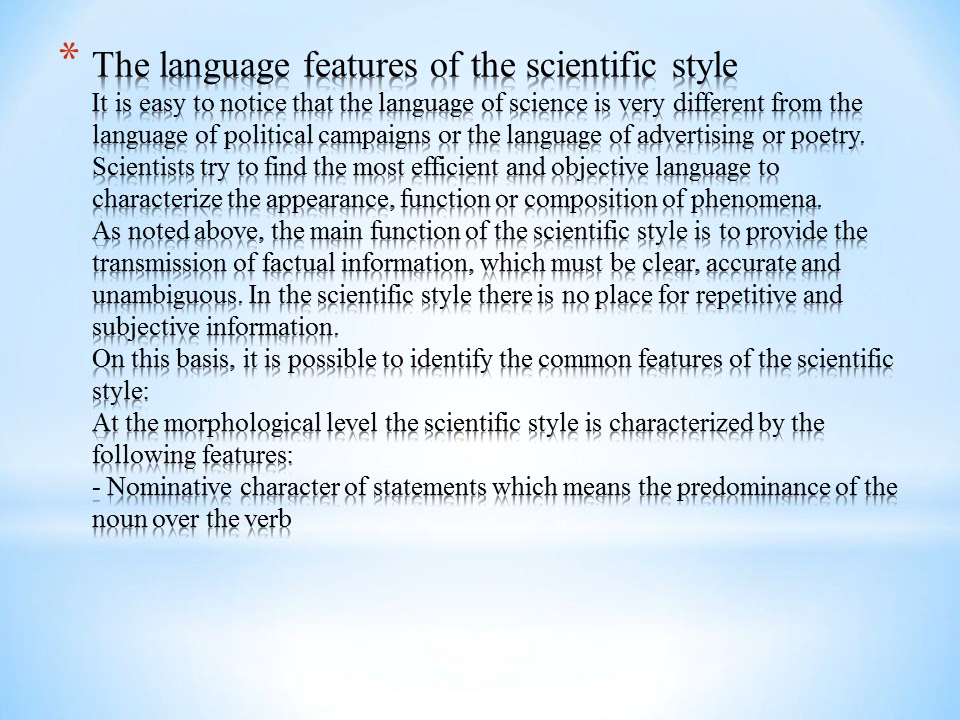 * The language features of the scientific style
It is easy to notice that the language of science is very different from the
language of political campaigns or the language of advertising or poetry.
Scientists try to find the most efficient and objective language to
characterize the appearance, function or composition of phenomena.
As noted above, the main function of the scientific style is to provide the
transmission of factual information, which must be clear, accurate and
unambiguous. In the scientific style there is no place for repetitive and
subjective information.
On this basis, it is possible to identify the common features of the scientific
style:
At the morphological level the scientific style is characterized by the
following features:
- Nominative character of statements which means the predominance of the
noun over the verb